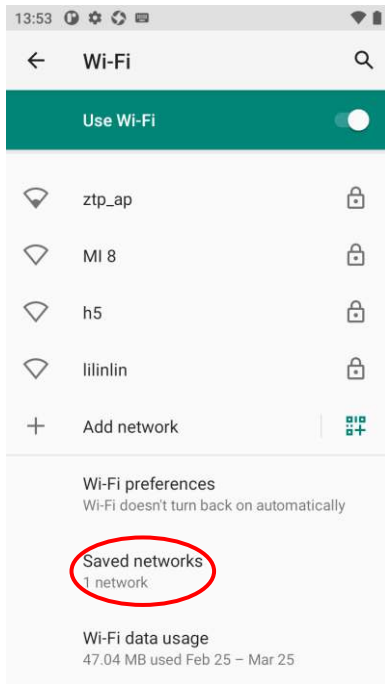 13:53
Wi-Fi
Use Wi-Fi
ztp_ap
MI 8
h5
lilinlin
Add network
Wi-Fi preferences
Wi-Fi doesn't turn back on automatically
Saved networks
1 network
Wi-Fi data usage
47.04 MB used Feb 25 – Mar 25